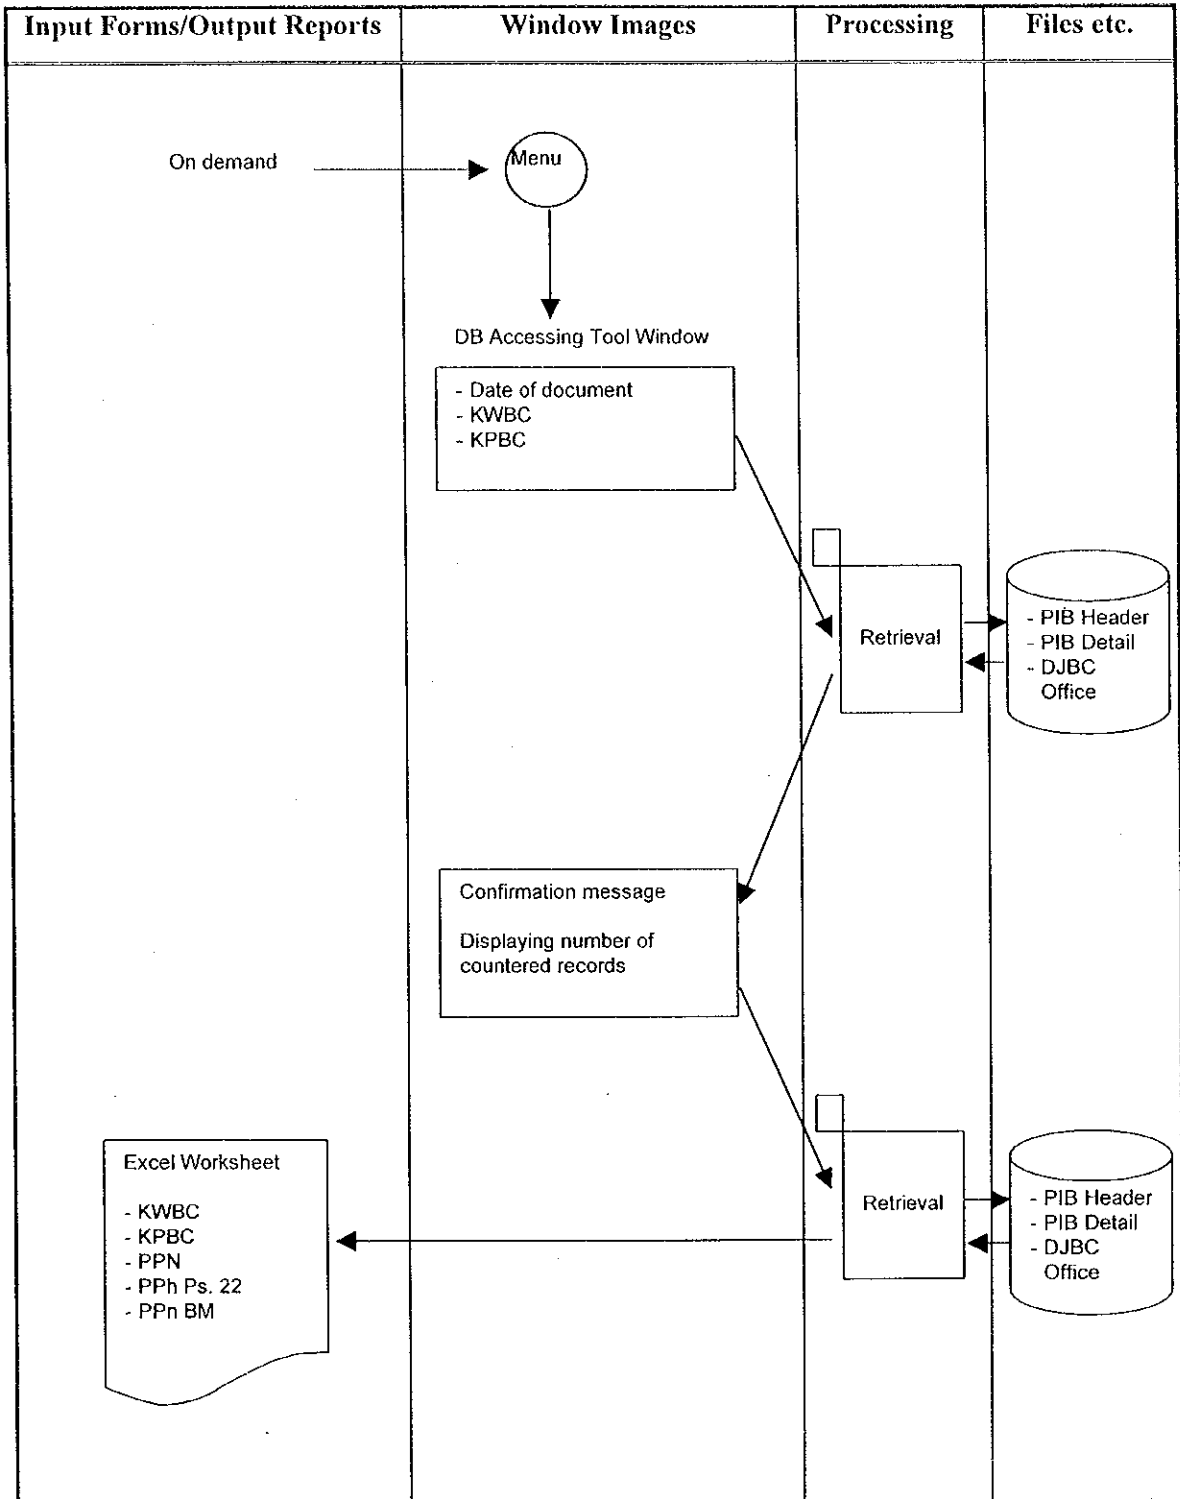 Input Forms/Output Reports
Window Images
Processing
Files etc.
On demand
Menu
DB Accessing Tool Window
- Date of document
- KWBC
- KPBC
Retrieval
- PIB Header
- PIB Detail
- DJBC
Office
Confirmation message
Displaying number of
countered records
Retrieval
- PIB Header
- PIB Detail
- DJBC
Office
Excel Worksheet
- KWBC
- KPBC
- PPN
- PPh Ps. 22
- PPn BM